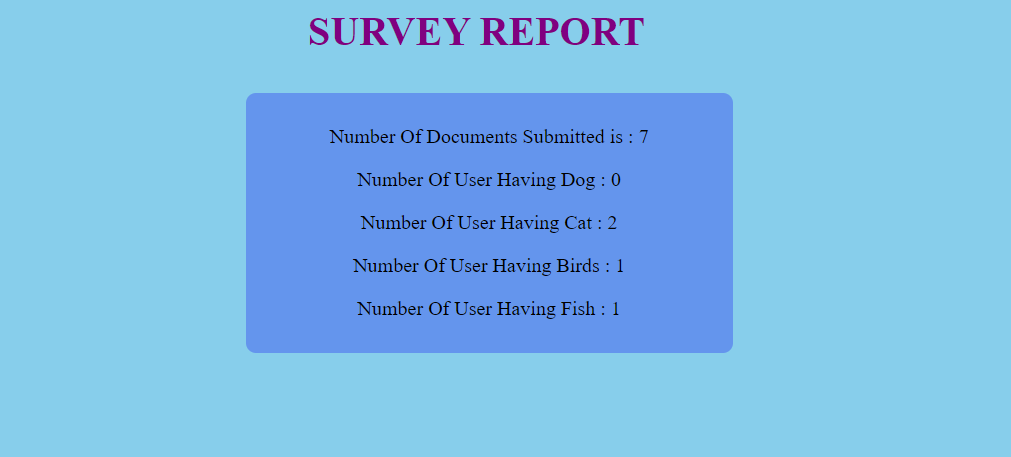 SURVEY REPORT
Number Of Documents Submitted is : 7
Number Of User Having Dog : 0
Number Of User Having Cat : 2
Number Of User Having Birds : 1
Number Of User Having Fish : 1